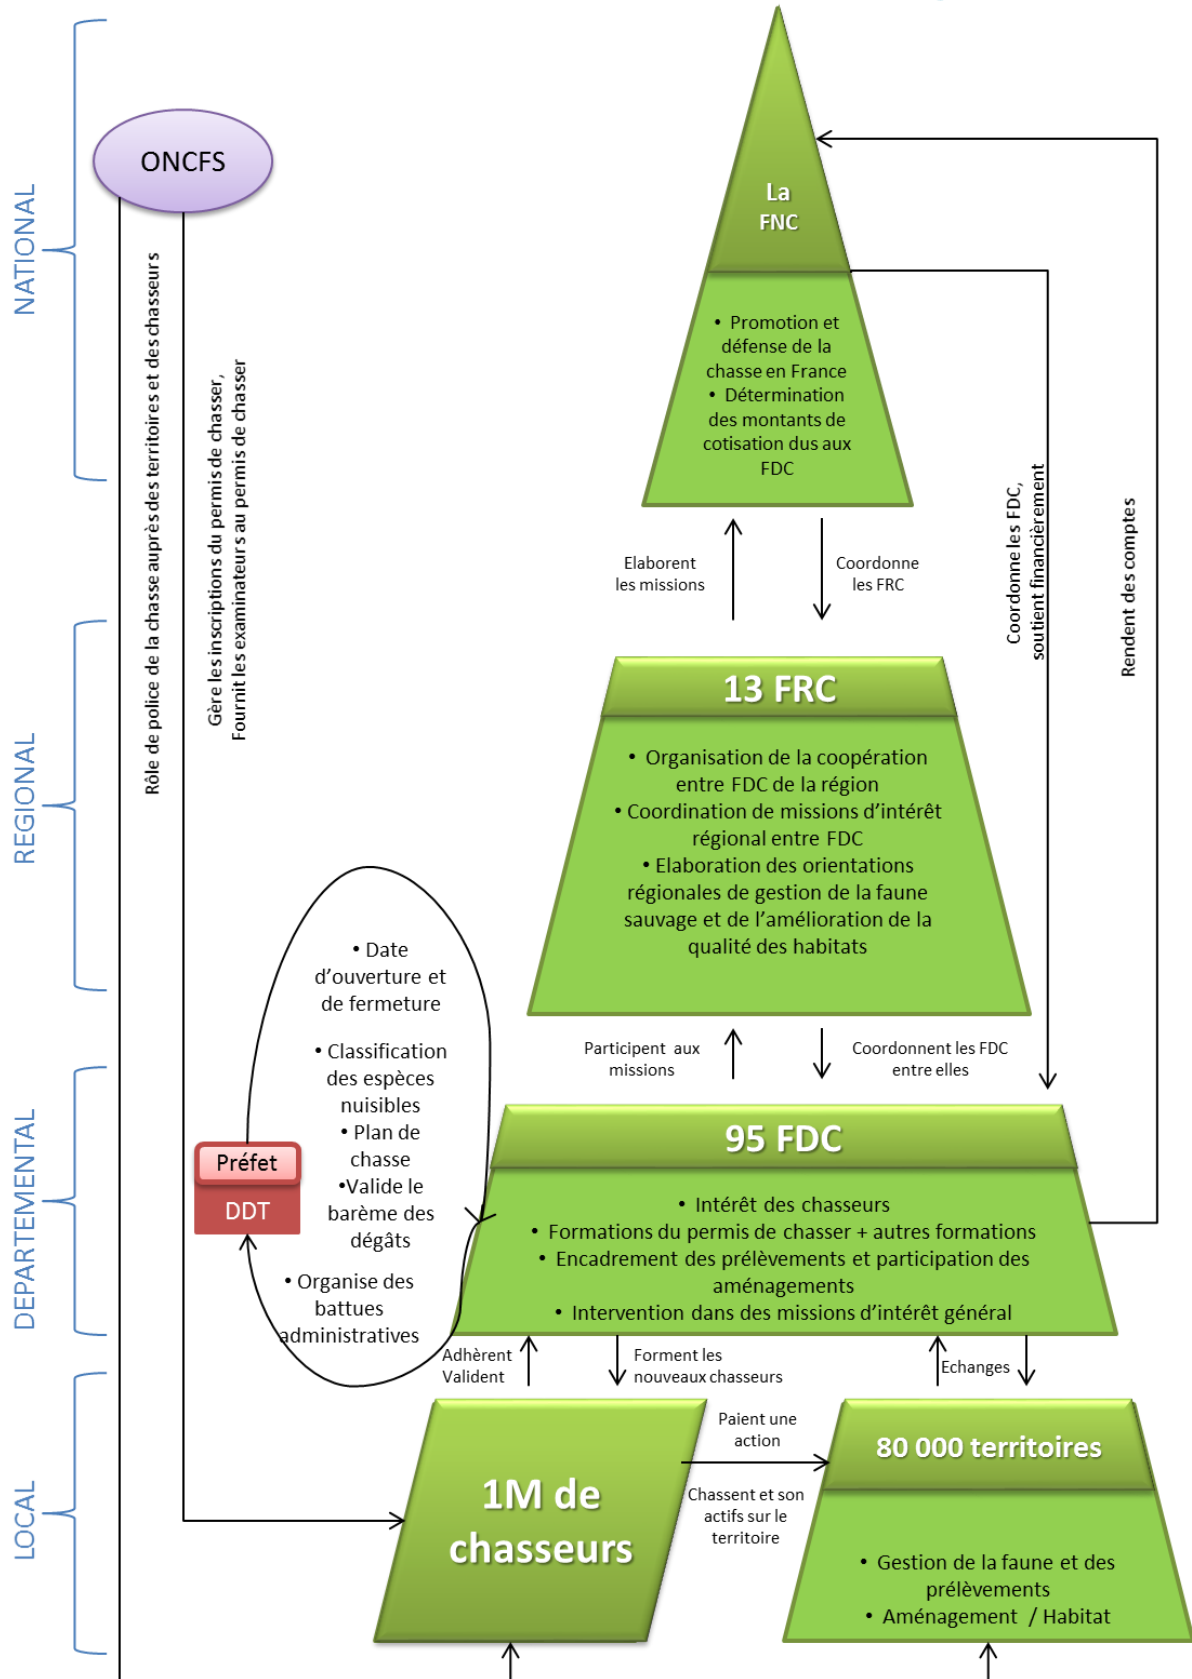 NATIONAL
ONCFS
Rôle de police de la chasse auprès des territoires et des chasseurs
Gère les inscriptions du permis de chasser,
Fournit les examinateurs au permis de chasser
La
FNC
• Promotion et
défense de la
chasse en France
• Détermination
des montants de
cotisation dus aux
FDC
Elaborent
les missions
Coordonne
les FRC
Coordonne les FDC,
soutient financièrement
Rendent des comptes
REGIONAL
13 FRC
• Organisation de la coopération
entre FDC de la région
• Coordination de missions d’intérêt
régional entre FDC
• Elaboration des orientations
régionales de gestion de la faune
sauvage et de l’amélioration de la
qualité des habitats
Participent aux
missions
Coordonnent les FDC
entre elles
DEPARTEMENTAL
Préfet
DDT
• Date
d’ouverture et
de fermeture
• Classification
des espèces
nuisibles
• Plan de
chasse
•Valide le
barème des
dégâts
• Organise des
battues
administratives
95 FDC
• Intérêt des chasseurs
• Formations du permis de chasser + autres formations
• Encadrement des prélèvements et participation des
aménagements
• Intervention dans des missions d’intérêt général
Adhèrent
Valident
Forment les
nouveaux chasseurs
Echanges
LOCAL
1M de
chasseurs
Paient une
action
Chassent et son
actifs sur le
territoire
80 000 territoires
• Gestion de la faune et des
prélèvements
• Aménagement / Habitat